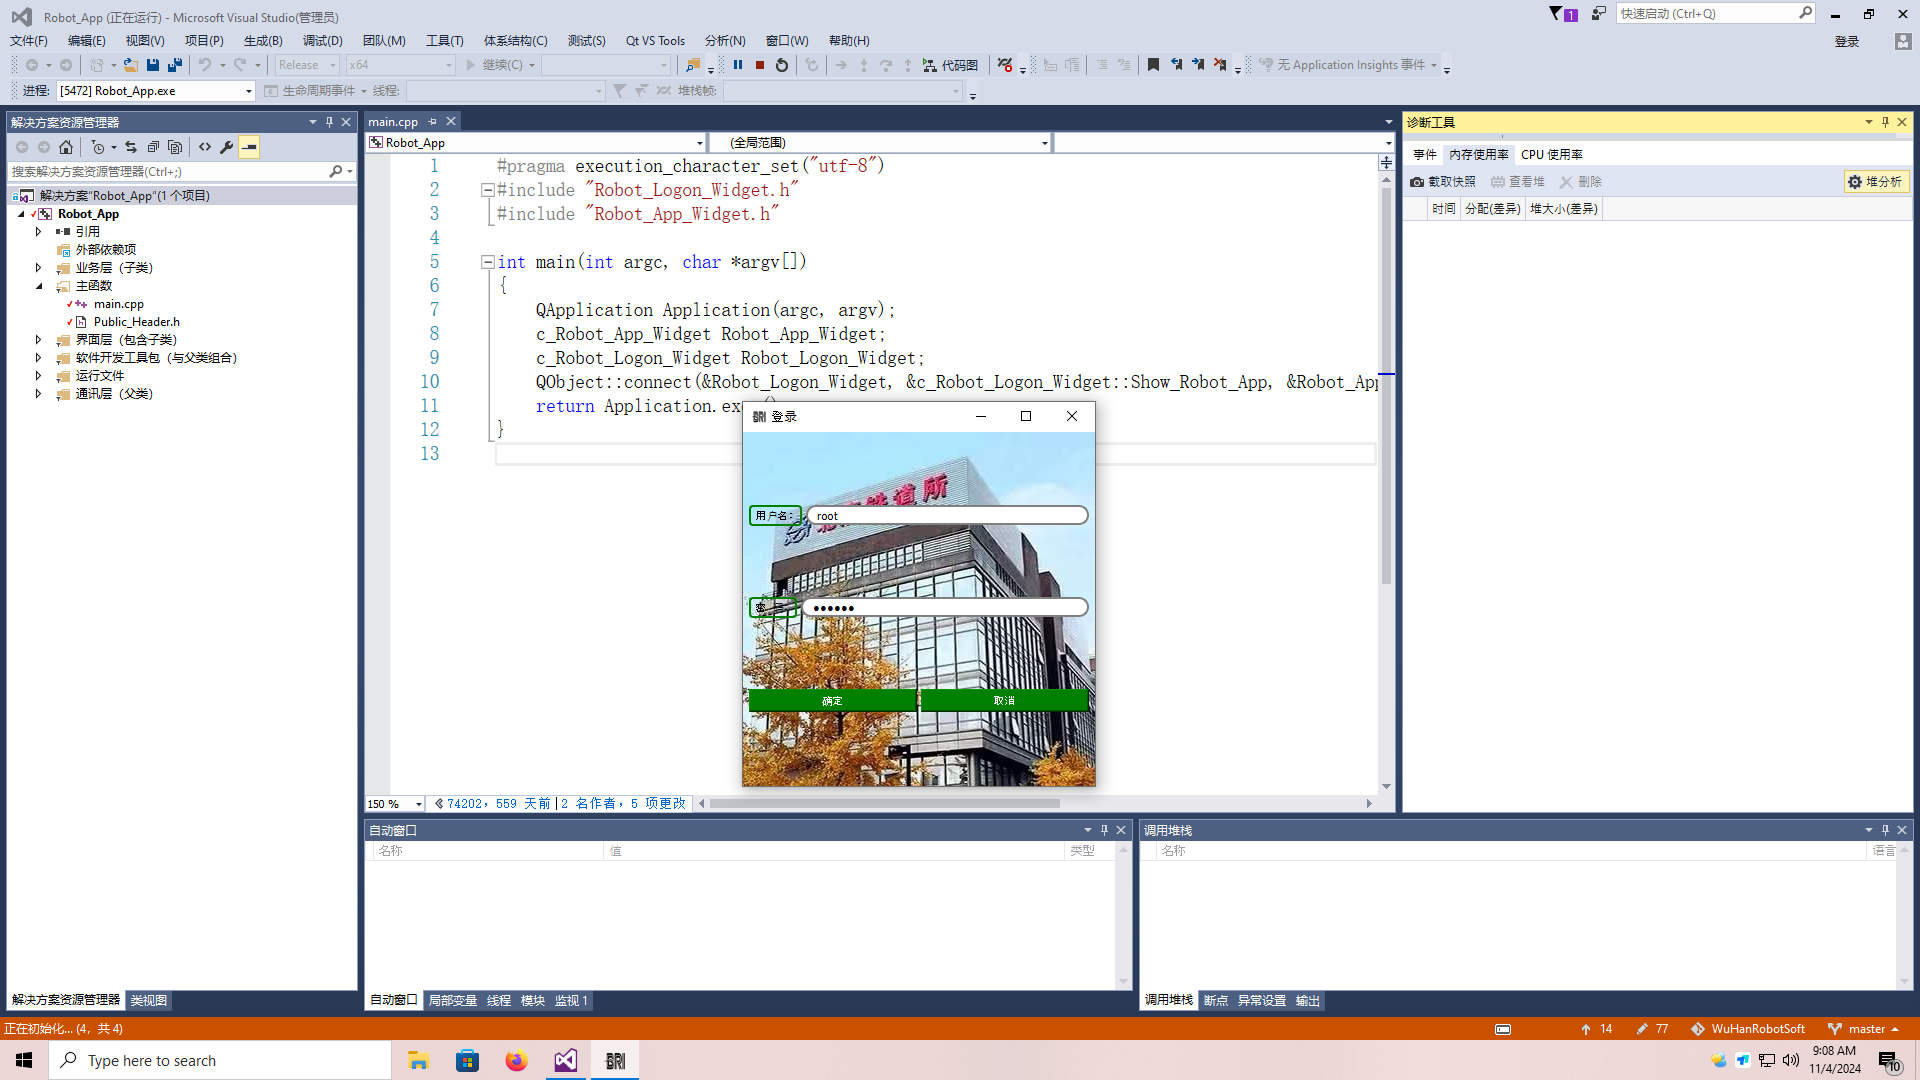 Robot_App (正在运行) - Microsoft Visual Studio(管理员)
1
快速启动 (Ctrl+Q)
文件(F) 编辑(E) 视图(V) 项目(P) 生成(B) 调试(D) 团队(M) 工具(T) 体系结构(C) 测试(S) Qt VS Tools 分析(N) 窗口(W) 帮助(H)
登录
Release x64 继续(C) 代码图 无 Application Insights 事件
进程: [5472] Robot_App.exe 生命周期事件 线程: 堆栈帧:
解决方案资源管理器
搜索解决方案资源管理器(Ctrl+;)
解决方案"Robot_App"(1 个项目)
Robot_App
引用
外部依赖项
业务层（子类）
主函数
main.cpp
Public_Header.h
界面层（包含子类）
软件开发工具包（与父类组合）
运行文件
通讯层（父类）
解决方案资源管理器 类视图
main.cpp
Robot_App (全局范围)
1 #pragma execution_character_set("utf-8")
2 #include "Robot_Logon_Widget.h"
3 #include "Robot_App_Widget.h"
4
5 int main(int argc, char *argv[])
6 {
7 QApplication Application(argc, argv);
8 c_Robot_App_Widget Robot_App_Widget;
9 c_Robot_Logon_Widget Robot_Logon_Widget;
10 QObject::connect(&Robot_Logon_Widget, &c_Robot_Logon_Widget::Show_Robot_App, &Robot_App
11 return Application.exe
12 }
13
BRI 登录
道所
用户名: root
密 ●●●●●●
确定 取消
150 % 74202, 559 天前|2 名作者, 5 项更改
诊断工具
事件 内存使用率 CPU 使用率
截取快照 查看堆 删除 堆分析
时间 分配(差异) 堆大小(差异)
自动窗口
名称 值 类型
自动窗口 局部变量 线程 模块 监视 1
调用堆栈
名称 语言
调用堆栈 断点 异常设置 输出
正在初始化... (4，共 4)
14 77 WuHanRobotSoft master
Type here to search
BRI
9:08 AM
11/4/2024
10